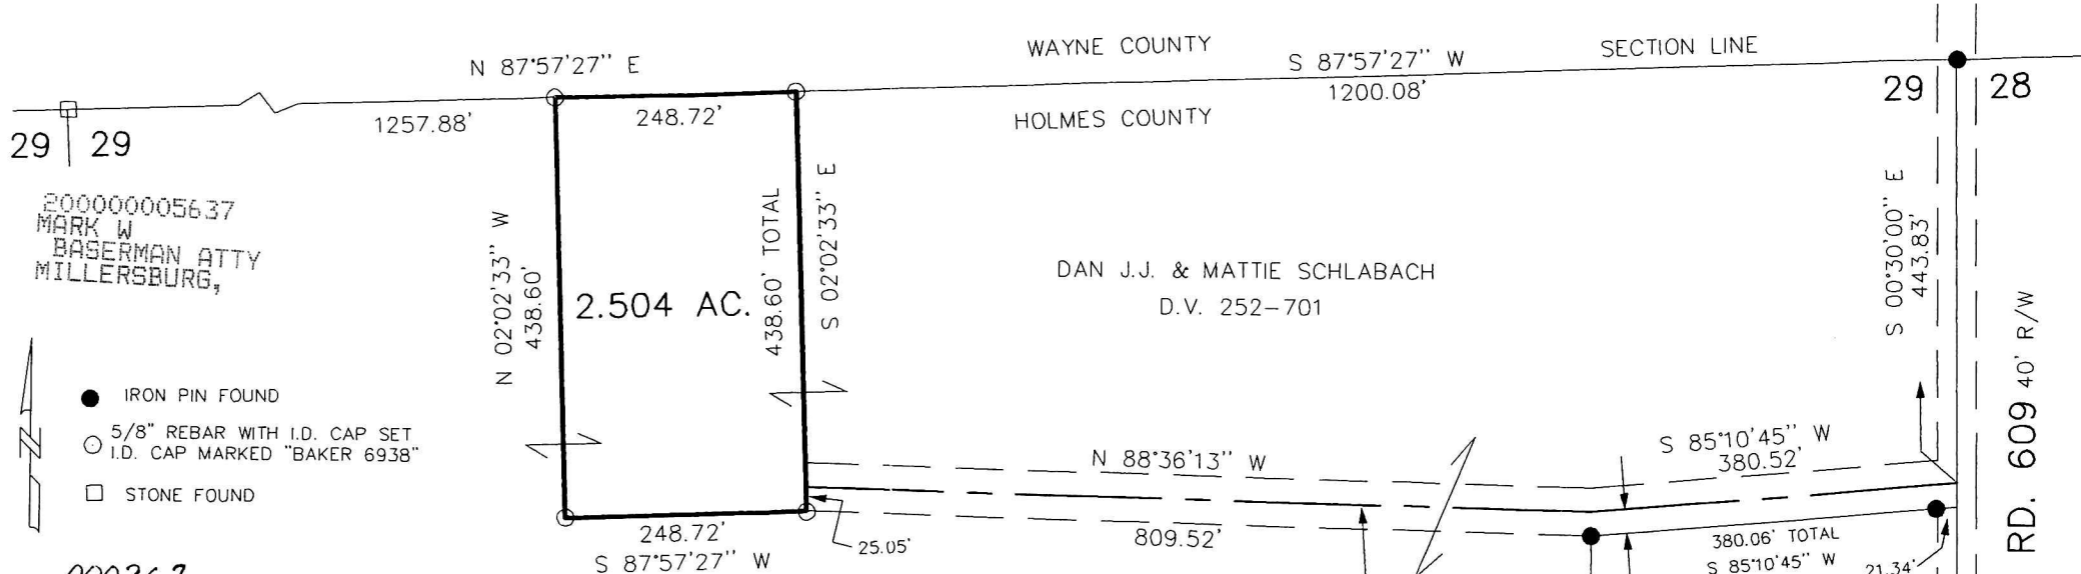 N 87°57'27" E
WAYNE COUNTY
S 87°57'27" W
SECTION LINE
1257.88'
248.72'
1200.08'
HOLMES COUNTY
29 29
29 28
200000005637
MARK W
BASERMAN ATTY
MILLERSBURG,
N 02°02'33" W
438.60'
2.504 AC.
438.60' TOTAL
S 02°02'33" E
DAN J.J. & MATTIE SCHLABACH
D.V. 252-701
S 00°30'00" E
443.83'
RD. 609 40' R/W
IRON PIN FOUND
5/8" REBAR WITH I.D. CAP SET
I.D. CAP MARKED "BAKER 6938"
STONE FOUND
N
N 88°36'13" W
S 85°10'45" W
380.52'
248.72'
S 87°57'27" W
25.05'
809.52'
380.06' TOTAL
S 85°10'45" W
21.34'